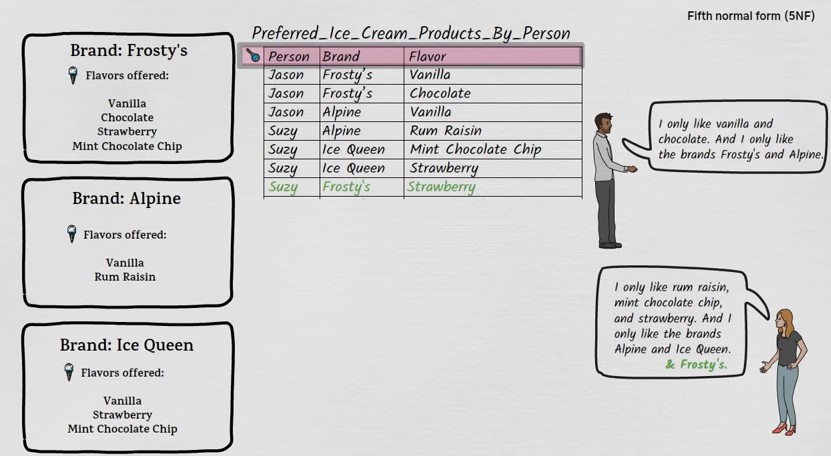 Fifth normal form (5NF)
Brand: Frosty's
Flavors offered:
Vanilla
Chocolate
Strawberry
Mint Chocolate Chip
Brand: Alpine
Flavors offered:
Vanilla
Rum Raisin
Brand: Ice Queen
Flavors offered:
Vanilla
Strawberry
Mint Chocolate Chip
Preferred_Ice_Cream_Products_By_Person
Person Brand Flavor
Jason Frosty's Vanilla
Jason Frosty's Chocolate
Jason Alpine Vanilla
Suzy Alpine Rum Raisin
Suzy Ice Queen Mint Chocolate Chip
Suzy Ice Queen Strawberry
Suzy Frosty's Strawberry
I only like vanilla and
chocolate. And I only like
the brands Frosty's and Alpine.
I only like rum raisin,
mint chocolate chip,
and strawberry. And I
only like the brands
Alpine and Ice Queen.
& Frosty's.